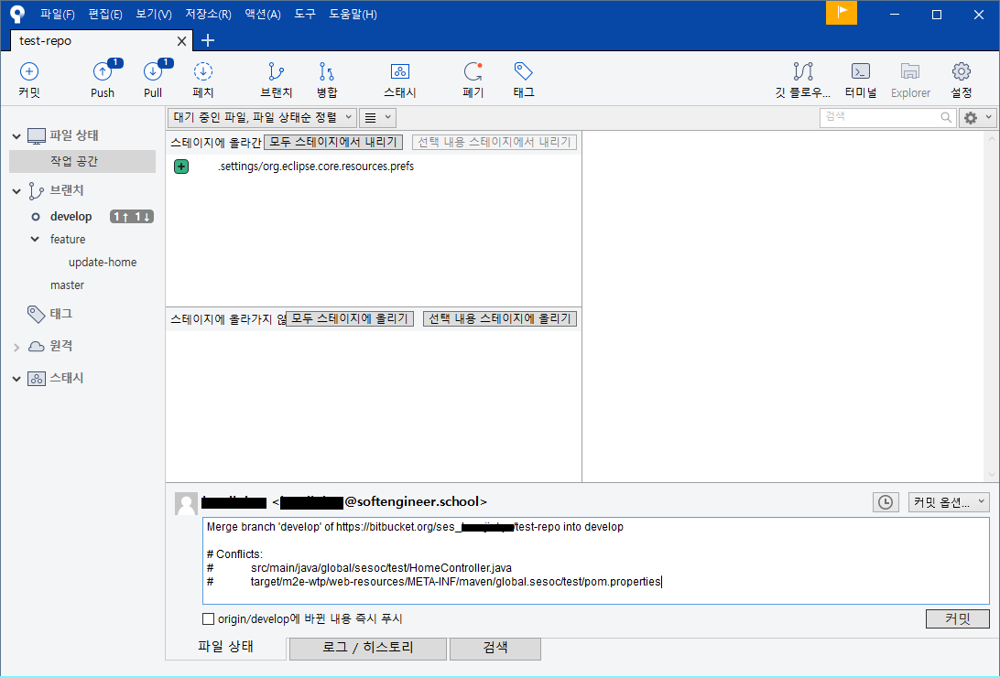 파일(F) 편집(E) 보기(V) 저장소(R) 액션(A) 도구 도움말(H)
test-repo
1 1
커밋 Push Pull 페치 브랜치 병합 스태시 폐기 태그 깃 플로우... 터미널 Explorer 설정
대기 중인 파일, 파일 상태순 정렬 검색
파일 상태
작업 공간
브랜치
develop 1↑ 1↓
feature
update-home
master
태그
원격
스태시
스테이지에 올라간 모두 스테이지에서 내리기 선택 내용 스테이지에서 내리기
.settings/org.eclipse.core.resources.prefs
스테이지에 올라가지 않 모두 스테이지에 올리기 선택 내용 스테이지에 올리기
< @softengineer.school> 커밋 옵션...
Merge branch 'develop' of https://bitbucket.org/ses_ /test-repo into develop
# Conflicts:
# src/main/java/global/sesoc/test/HomeController.java
# target/m2e-wtp/web-resources/META-INF/maven/global.sesoc/test/pom.properties
origin/develop에 바뀐 내용 즉시 푸시 커밋
파일 상태 로그 / 히스토리 검색